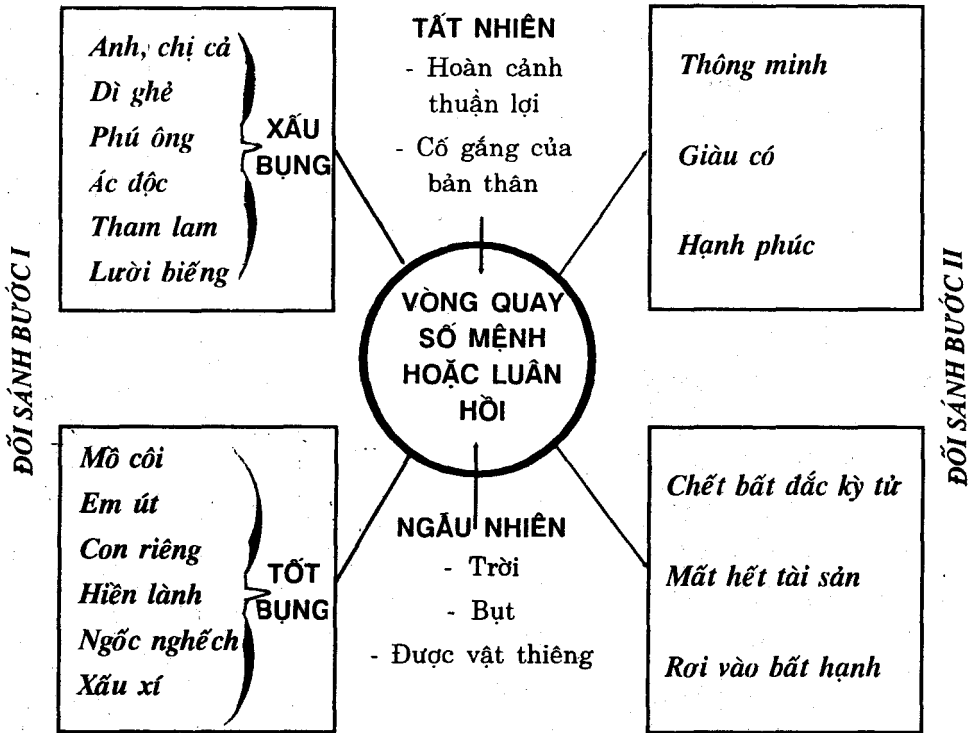 ĐỐI SÁNH BƯỚC I
Anh, chị cả
Dì ghẻ
Phú ông
Ác độc
Tham lam
Lười biếng
XẤU
BỤNG
TẤT NHIÊN
- Hoàn cảnh
thuận lợi
- Cố gắng của
bản thân
Thông minh
Giàu có
Hạnh phúc
VÒNG QUAY
SỐ MỆNH
HOẶC LUÂN
HỒI
Mồ côi
Em út
Con riêng
Hiền lành
Ngốc nghếch
Xấu xí
TỐT
BỤNG
NGẪU NHIÊN
- Trời
- Bụt
- Được vật thiêng
Chết bất đắc kỳ tử
Mất hết tài sản
Rơi vào bất hạnh
ĐỐI SÁNH BƯỚC II